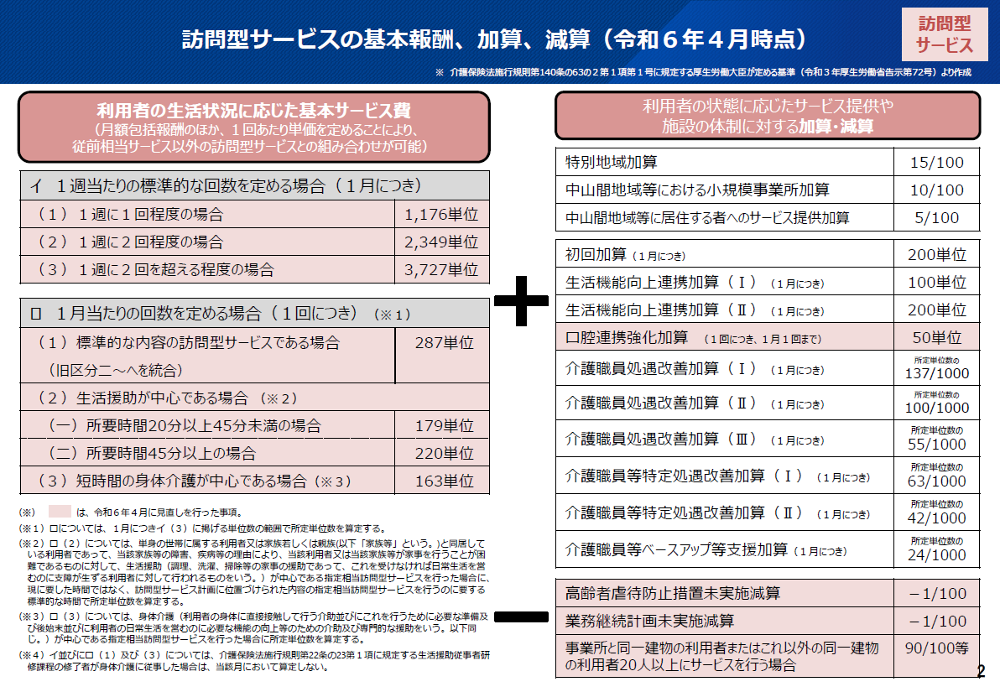 訪問型サービスの基本報酬、加算、減算（令和６年４月時点）
訪問型
サービス
※　介護保険法施行規則第140条の63の２第１項第１号に規定する厚生労働大臣が定める基準（令和３年厚生労働省告示第72号）より作成
利用者の生活状況に応じた基本サービス費
（月額包括報酬のほか、１回あたり単価を定めることにより、
従前相当サービス以外の訪問型サービスとの組み合わせが可能）
イ　１週当たりの標準的な回数を定める場合（１月につき）
（１）１週に１回程度の場合　1,176単位
（２）１週に２回程度の場合　2,349単位
（３）１週に２回を超える程度の場合　3,727単位
ロ　１月当たりの回数を定める場合（１回につき）（※１）
（１）標準的な内容の訪問型サービスである場合　287単位
（旧区分ニ～ヘを統合）
（２）生活援助が中心である場合（※２）
（一）所要時間20分以上45分未満の場合　179単位
（二）所要時間45分以上の場合　220単位
（３）短時間の身体介護が中心である場合（※３）　163単位
（※）　は、令和６年４月に見直しを行った事項。
（※１）ロについては、１月につきイ（３）に掲げる単位数の範囲で所定単位数を算定する。
（※２）ロ（２）については、単身の世帯に属する利用者又は家族若しくは親族(以下「家族等」という。)と同居して
いる利用者であって、当該家族等の障害、疾病等の理由により、当該利用者又は当該家族等が家事を行うことが困
難であるものに対して、生活援助（調理、洗濯、掃除等の家事の援助であって、これを受けなければ日常生活を営
むのに支障が生ずる利用者に対して行われるものをいう。）が中心である指定相当訪問型サービスを行った場合に、
現に要した時間ではなく、訪問型サービス計画に位置づけられた内容の指定相当訪問型サービスを行うのに要する
標準的な時間で所定単位数を算定する。
（※３）ロ（３）については、身体介護（利用者の身体に直接接触して行う介助並びにこれを行うために必要な準備及
び後始末並びに利用者の日常生活を営むのに必要な機能の向上等のための介助及び専門的な援助をいう。以下同
じ。）が中心である指定相当訪問型サービスを行った場合に所定単位数を算定する。
（※４）イ並びにロ（１）及び（３）については、介護保険法施行規則第22条の23第１項に規定する生活援助従事者研
修課程の修了者が身体介護に従事した場合は、当該月において算定しない。
利用者の状態に応じたサービス提供や
施設の体制に対する加算・減算
特別地域加算　15/100
中山間地域等における小規模事業所加算　10/100
中山間地域等に居住する者へのサービス提供加算　5/100
初回加算（１月につき）　200単位
生活機能向上連携加算（Ⅰ）（１月につき）　100単位
生活機能向上連携加算（Ⅱ）（１月につき）　200単位
口腔連携強化加算　（１回につき、１月１回まで）　50単位
介護職員処遇改善加算（Ⅰ）（１月につき）　所定単位数の
137/1000
介護職員処遇改善加算（Ⅱ）（１月につき）　所定単位数の
100/1000
介護職員処遇改善加算（Ⅲ）（１月につき）　所定単位数の
55/1000
介護職員等特定処遇改善加算（Ⅰ）（１月につき）　所定単位数の
63/1000
介護職員等特定処遇改善加算（Ⅱ）（１月につき）　所定単位数の
42/1000
介護職員等ベースアップ等支援加算（１月につき）　所定単位数の
24/1000
高齢者虐待防止措置未実施減算　－1/100
業務継続計画未実施減算　－1/100
事業所と同一建物の利用者またはこれ以外の同一建物　90/100等
の利用者20人以上にサービスを行う場合
2